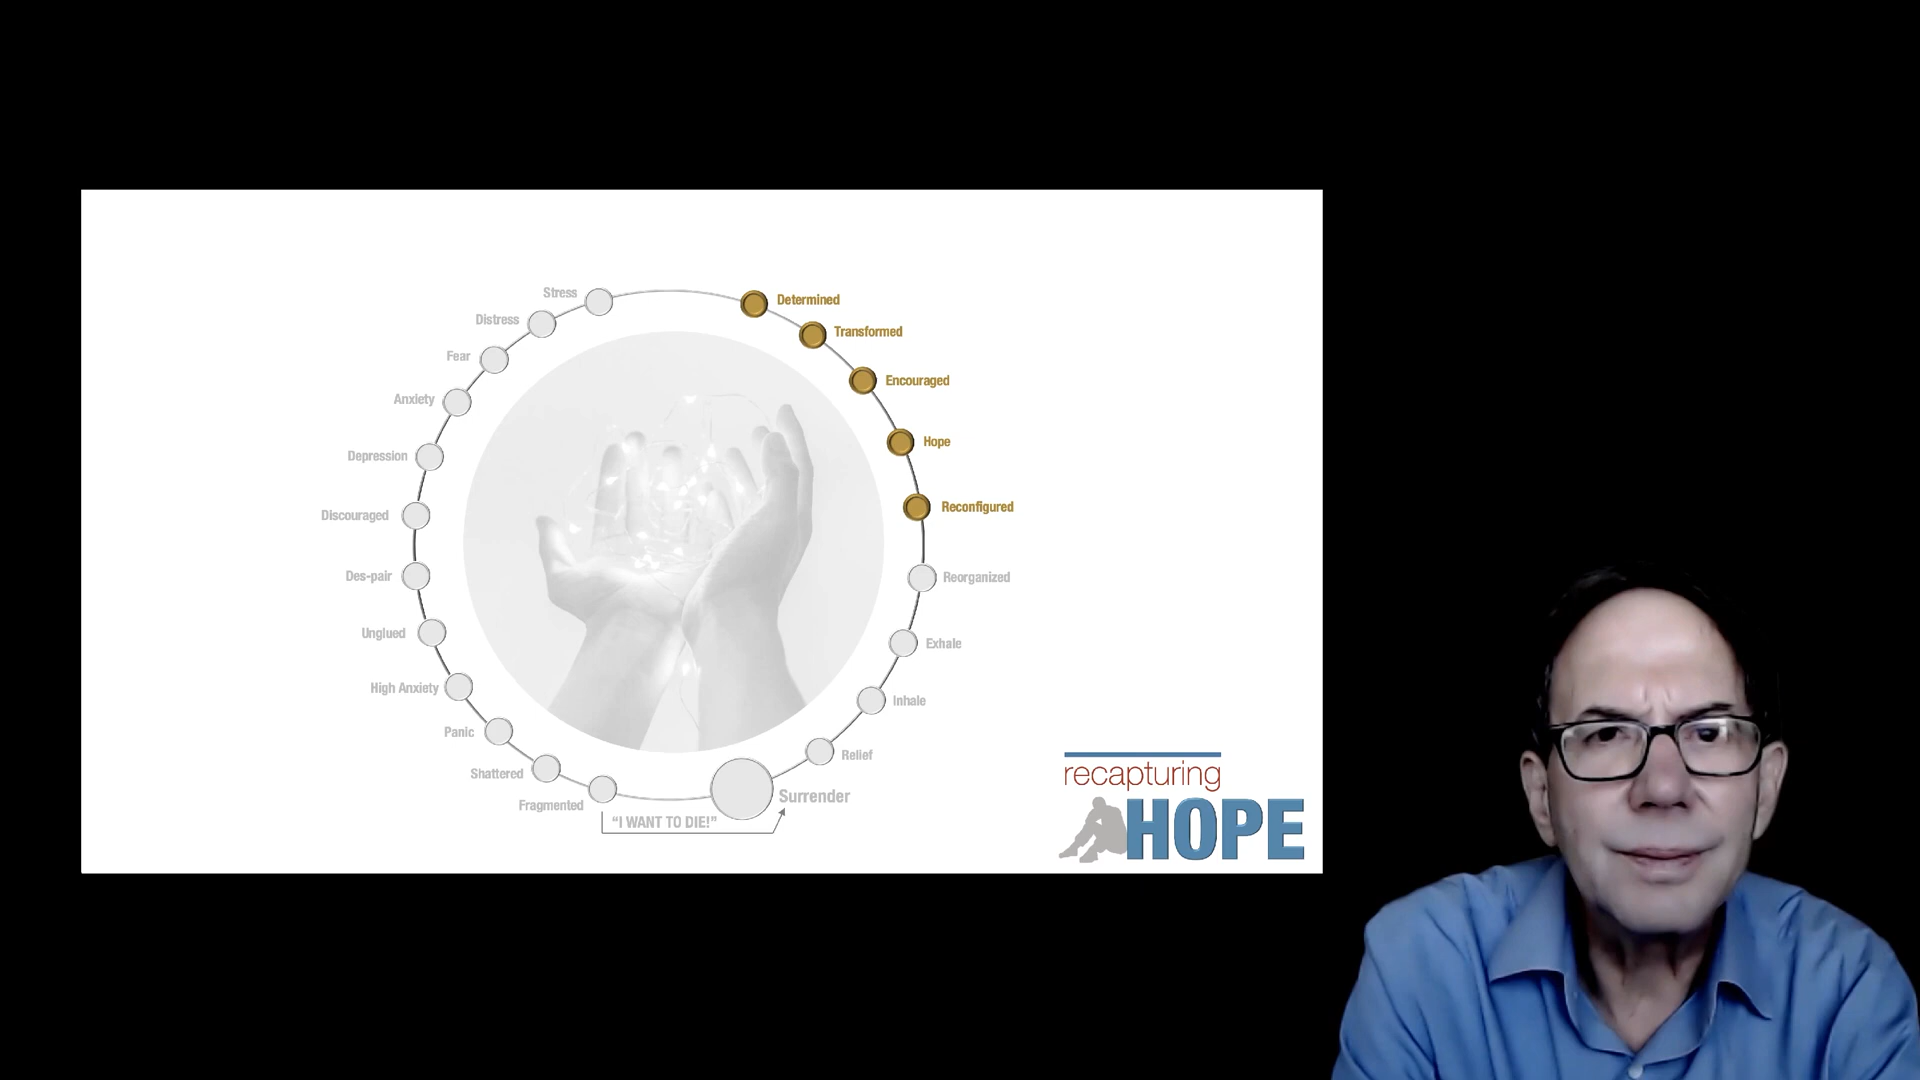 Stress
Distress
Fear
Anxiety
Depression
Discouraged
Des-pair
Unglued
High Anxiety
Panic
Shattered
Fragmented
"I WANT TO DIE!"
Surrender
Relief
Inhale
Exhale
Reorganized
Reconfigured
Hope
Encouraged
Transformed
Determined
recapturing
HOPE